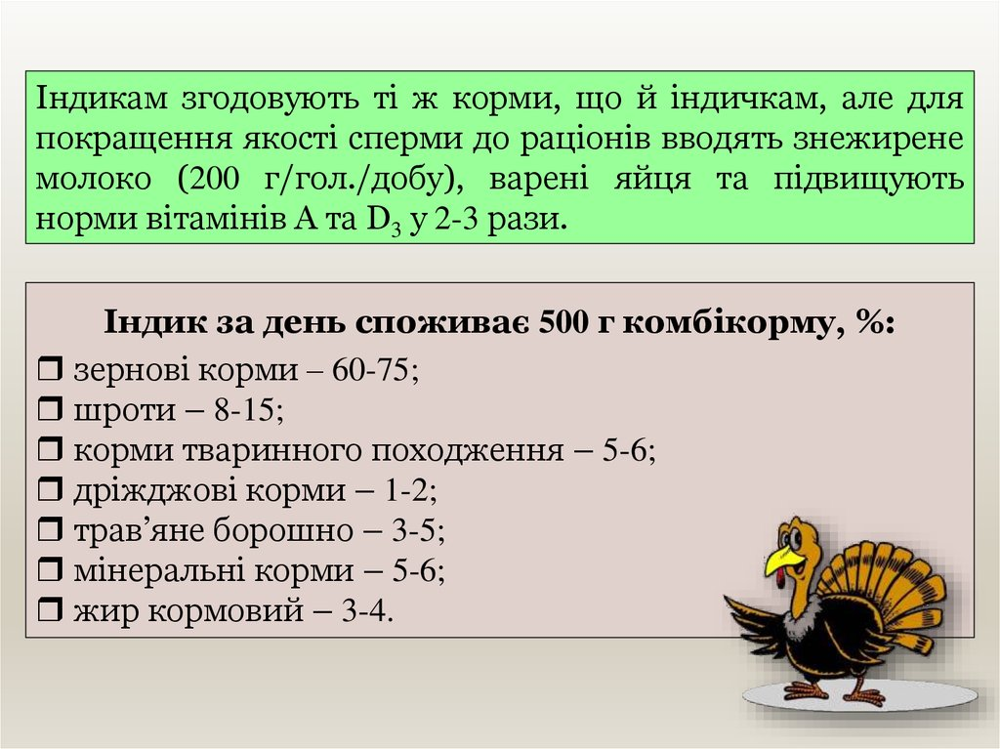 Індикам згодовують ті ж корми, що й індичкам, але для
покращення якості сперми до раціонів вводять знежирене
молоко (200 г/гол./добу), варені яйця та підвищують
норми вітамінів А та D₃ у 2-3 рази.
Індик за день споживає 500 г комбікорму, %:
❒ зернові корми – 60-75;
❒ шроти – 8-15;
❒ корми тваринного походження – 5-6;
❒ дріжджові корми – 1-2;
❒ трав’яне борошно – 3-5;
❒ мінеральні корми – 5-6;
❒ жир кормовий – 3-4.